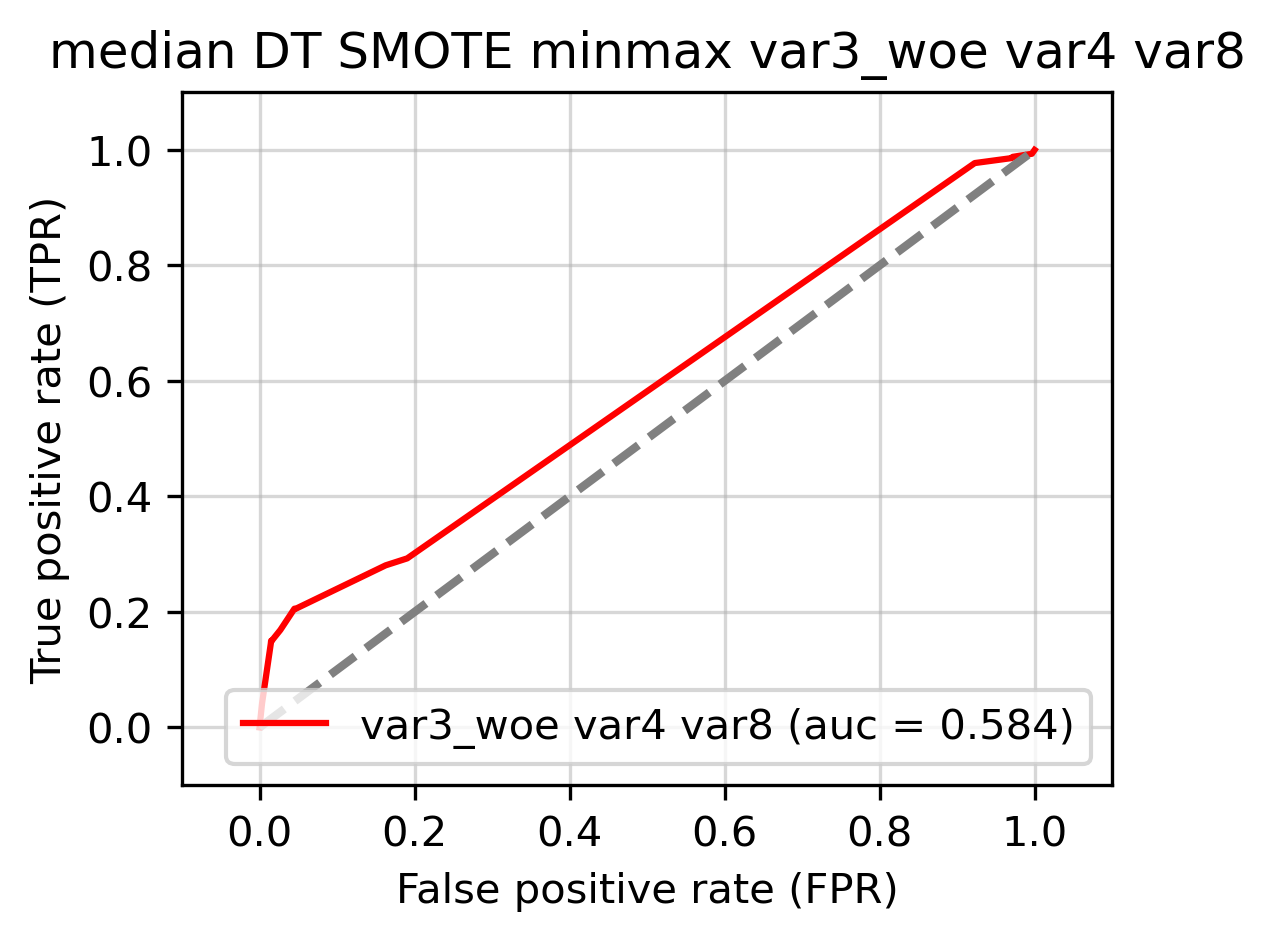 median DT SMOTE minmax var3_woe var4 var8
True positive rate (TPR)
1.0
0.8
0.6
0.4
0.2
0.0
var3_woe var4 var8 (auc = 0.584)
0.0 0.2 0.4 0.6 0.8 1.0
False positive rate (FPR)